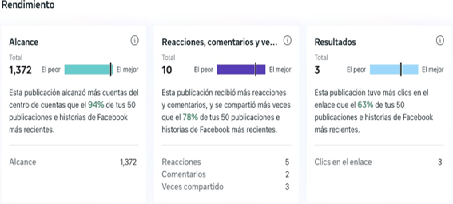 Rendimiento
Alcance
Total
1,372
El peor
El mejor
Esta publicación alcanzó más cuentas del
centro de cuentas que el 94% de tus 50
publicaciones e historias de Facebook
más recientes.
Alcance 1,372
Reacciones, comentarios y ve...
Total
10
El peor
El mejor
Esta publicación recibió más reacciones
y comentarios, y se compartió más veces
que el 78% de tus 50 publicaciones e
historias de Facebook más recientes.
Reacciones 5
Comentarios 2
Veces compartido 3
Resultados
Total
3
El peor
El mejor
Esta publicacion tuvo más clics en el
enlace que el 63% de tus 50
publicaciones e historias de Facebook
más recientes.
Clics en el enlace 3